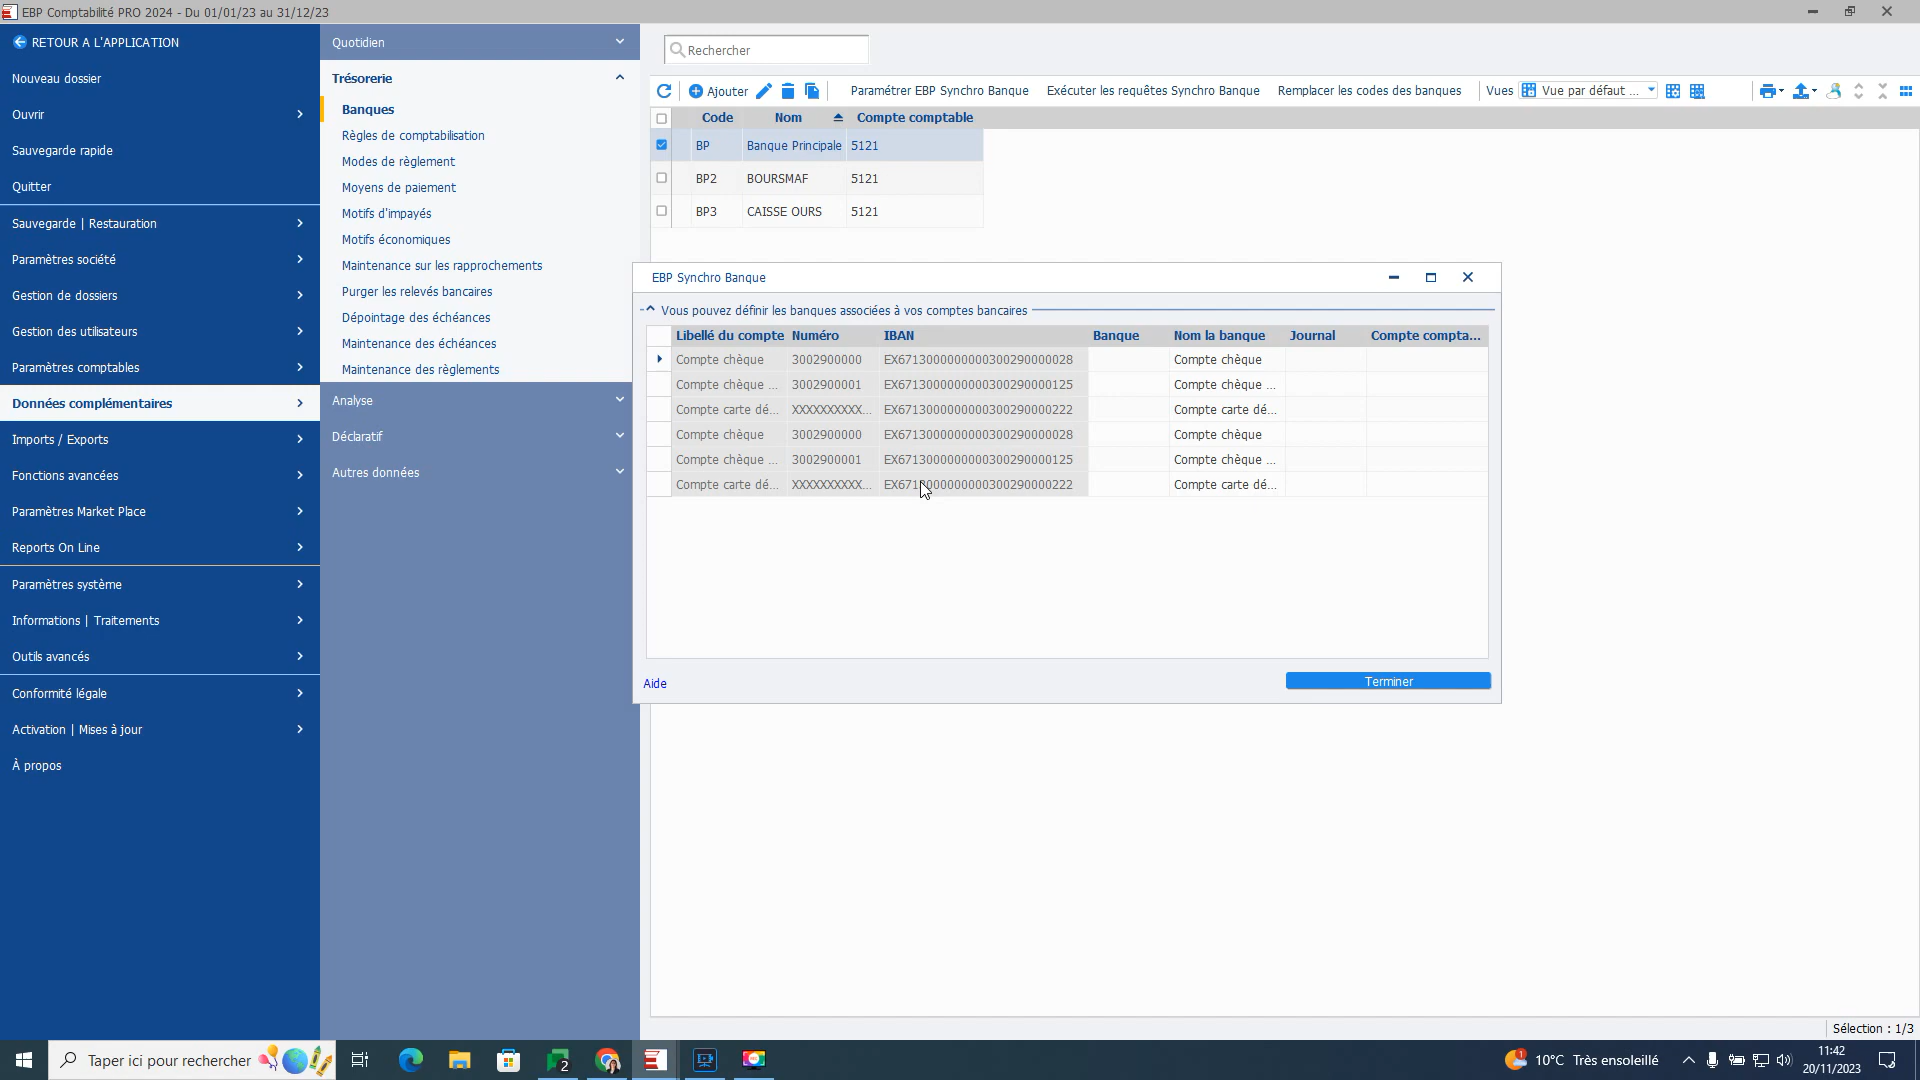 EBP Comptabilité PRO 2024 - Du 01/01/23 au 31/12/23
RETOUR A L'APPLICATION
Nouveau dossier
Ouvrir
Sauvegarde rapide
Quitter
Sauvegarde | Restauration
Paramètres société
Gestion de dossiers
Gestion des utilisateurs
Paramètres comptables
Données complémentaires
Imports / Exports
Fonctions avancées
Paramètres Market Place
Reports On Line
Paramètres système
Informations | Traitements
Outils avancés
Conformité légale
Activation | Mises à jour
À propos
Quotidien
Trésorerie
Banques
Règles de comptabilisation
Modes de règlement
Moyens de paiement
Motifs d'impayés
Motifs économiques
Maintenance sur les rapprochements
Purger les relevés bancaires
Dépointage des échéances
Maintenance des échéances
Maintenance des règlements
Analyse
Déclaratif
Autres données
Rechercher
Ajouter Paramétrer EBP Synchro Banque Exécuter les requêtes Synchro Banque Remplacer les codes des banques Vues Vue par défaut ...
Code Nom Compte comptable
BP Banque Principale 5121
BP2 BOURSMAF 5121
BP3 CAISSE OURS 5121
EBP Synchro Banque
Vous pouvez définir les banques associées à vos comptes bancaires
Libellé du compte Numéro IBAN Banque Nom la banque Journal Compte compta...
Compte chèque 3002900000 EX6713000000000300290000028 Compte chèque
Compte chèque ... 3002900001 EX6713000000000300290000125 Compte chèque ...
Compte carte dé... XXXXXXXXXX... EX6713000000000300290000222 Compte carte dé...
Compte chèque 3002900000 EX6713000000000300290000028 Compte chèque
Compte chèque ... 3002900001 EX6713000000000300290000125 Compte chèque ...
Compte carte dé... XXXXXXXXXX... EX6713000000000300290000222 Compte carte dé...
Aide
Terminer
Sélection : 1/3
Taper ici pour rechercher
2
1
10°C Très ensoleillé
11:42
20/11/2023